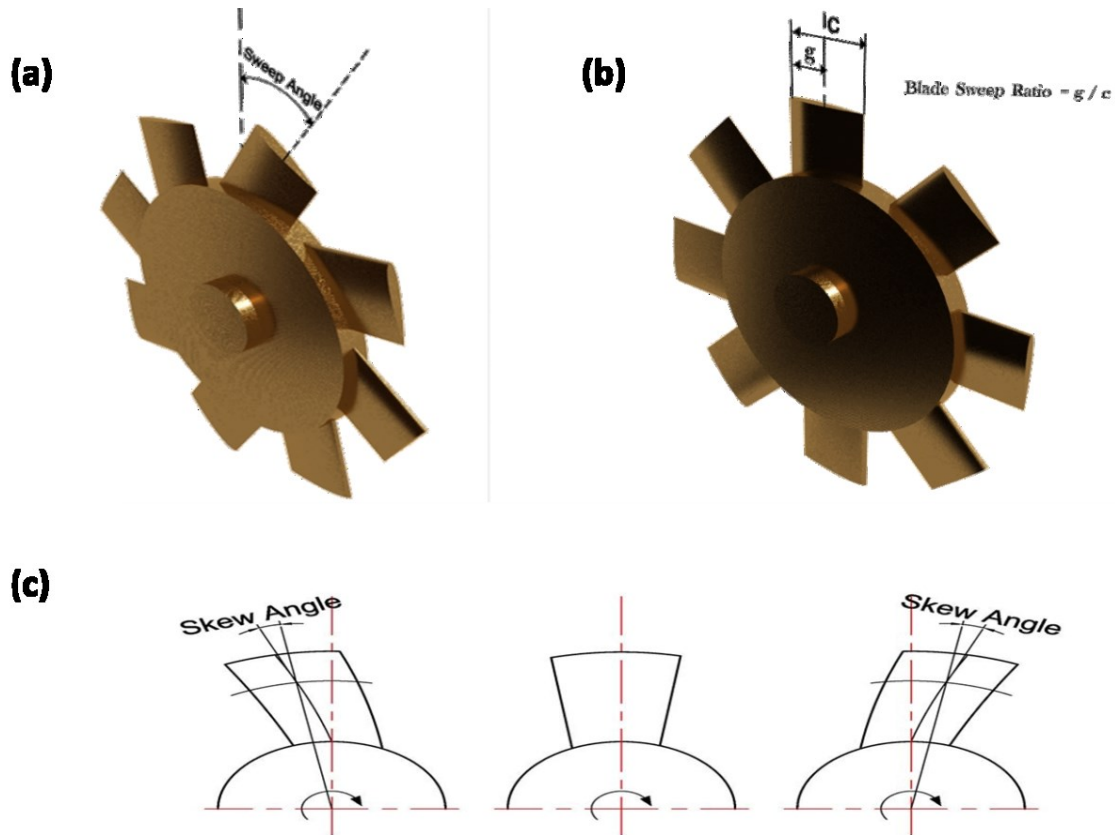 (a)
Sweep Angle
(b)
C
g
Blade Sweep Ratio = g / c
(c)
Skew Angle
Skew Angle